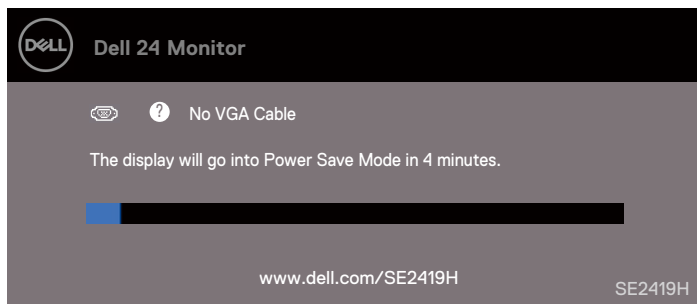 DELL
Dell 24 Monitor
? No VGA Cable
The display will go into Power Save Mode in 4 minutes.
www.dell.com/SE2419H
SE2419H